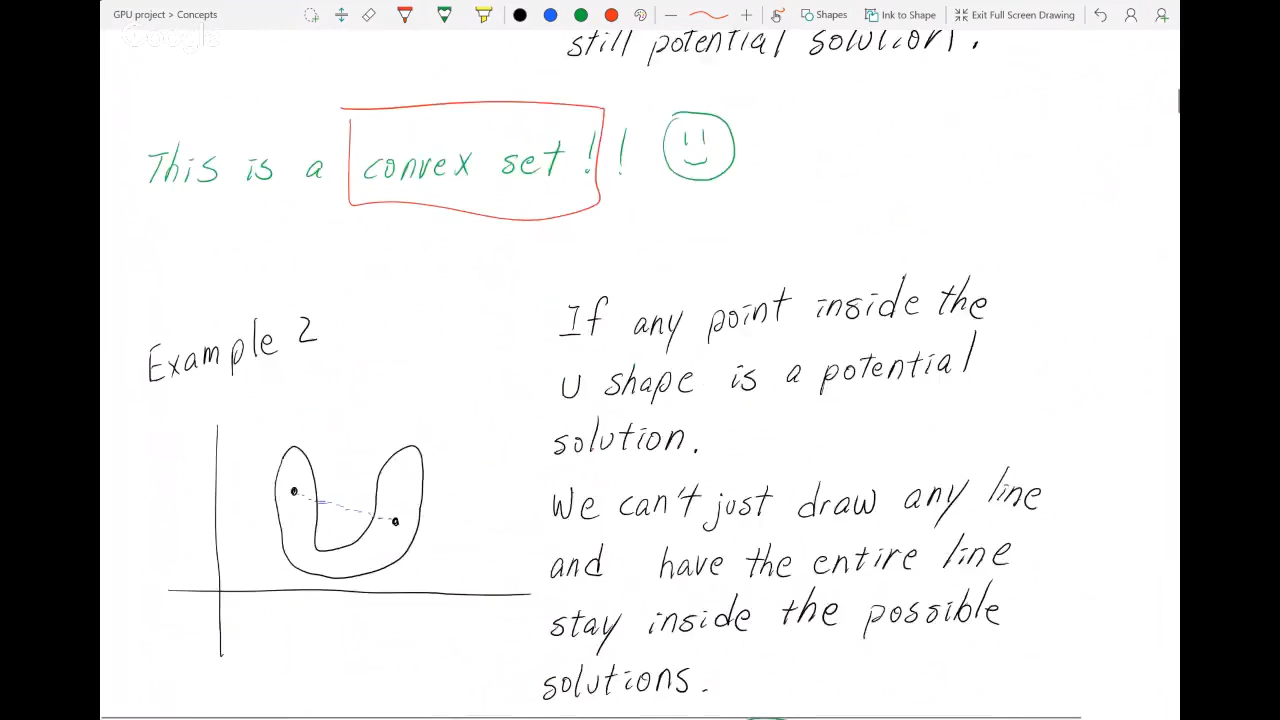 GPU project > Concepts
Shapes
Ink to Shape
Exit Full Screen Drawing
Google
still potential solution.
This is a convex set!!
Example 2
If any point inside the
U shape is a potential
solution.
We can't just draw any line
and have the entire line
stay inside the possible
solutions.